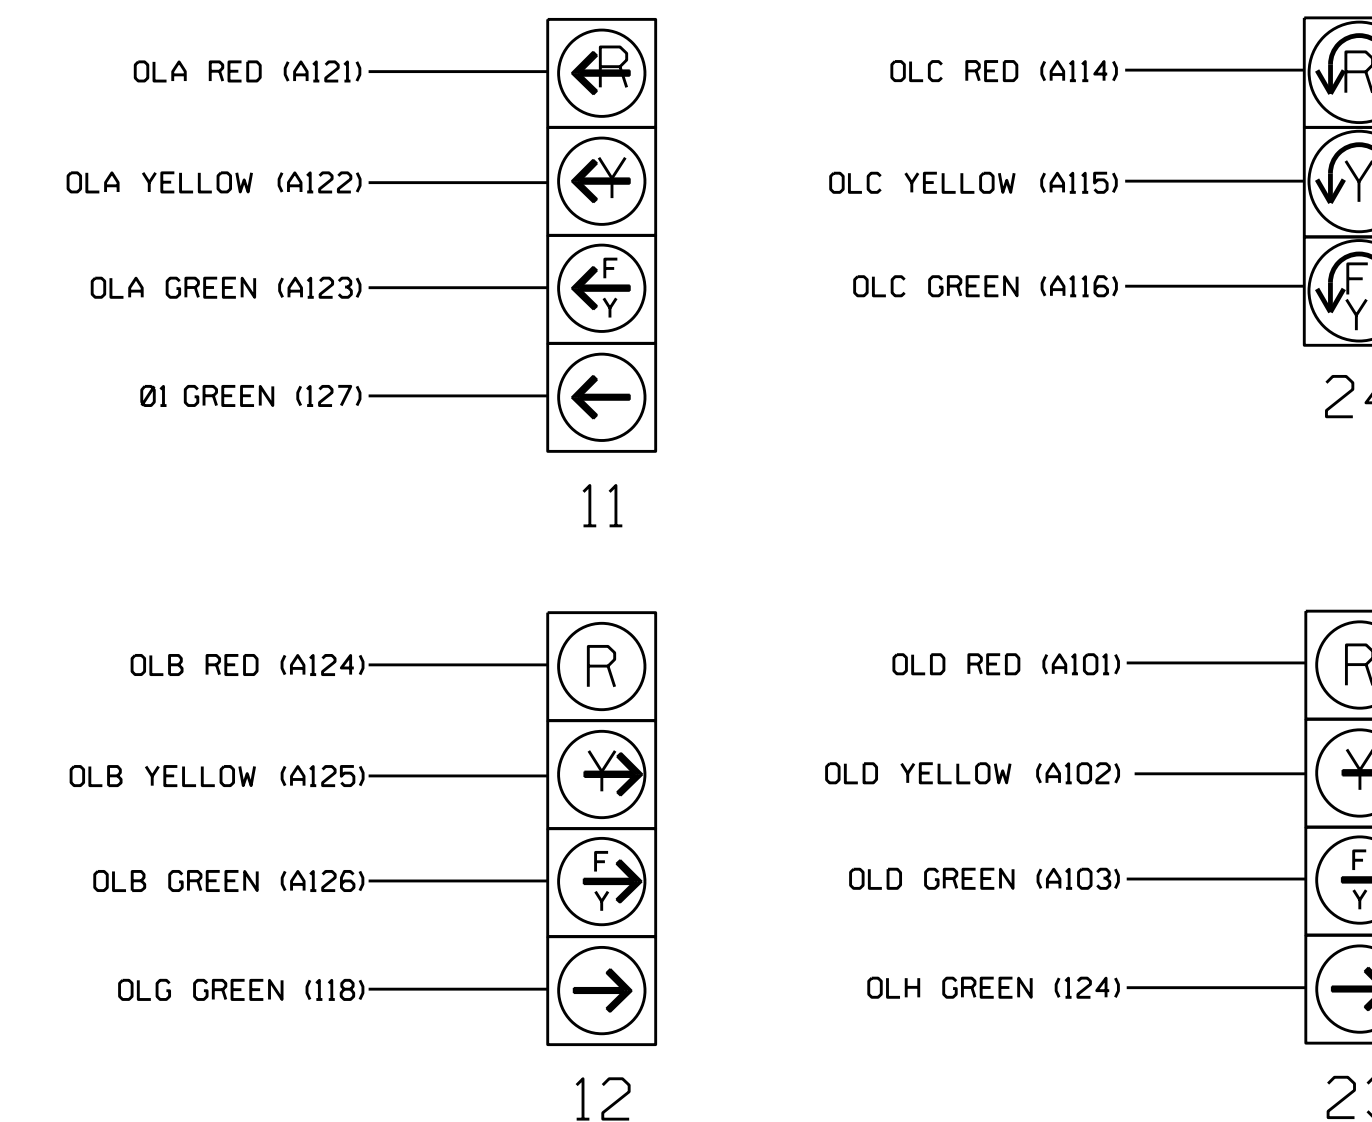 OLA RED (A121)
R
OLA YELLOW (A122)
Y
OLA GREEN (A123)
F
Y
Ø1 GREEN (127)
11
OLC RED (A114)
R
OLC YELLOW (A115)
Y
OLC GREEN (A116)
F
Y
OLB RED (A124)
R
OLB YELLOW (A125)
Y
OLB GREEN (A126)
F
Y
OLG GREEN (118)
12
OLD RED (A101)
R
OLD YELLOW (A102)
Y
OLD GREEN (A103)
F
Y
OLH GREEN (124)